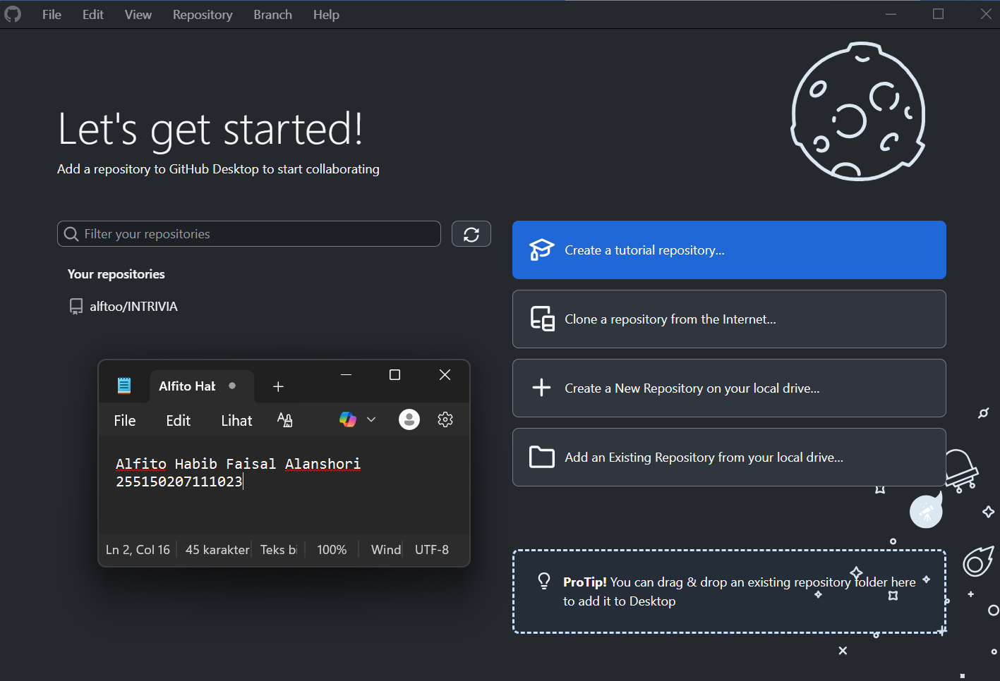 File Edit View Repository Branch Help
Let's get started!
Add a repository to GitHub Desktop to start collaborating
Filter your repositories
Your repositories
alftoo/INTRIVIA
Create a tutorial repository...
Clone a repository from the Internet...
Create a New Repository on your local drive...
Add an Existing Repository from your local drive...
ProTip! You can drag & drop an existing repository folder here
to add it to Desktop
Alfito Hab
File Edit Lihat
Alfito Habib Faisal Alanshori
255150207111023
Ln 2, Col 16 45 karakter Teks bi 100% Wind UTF-8